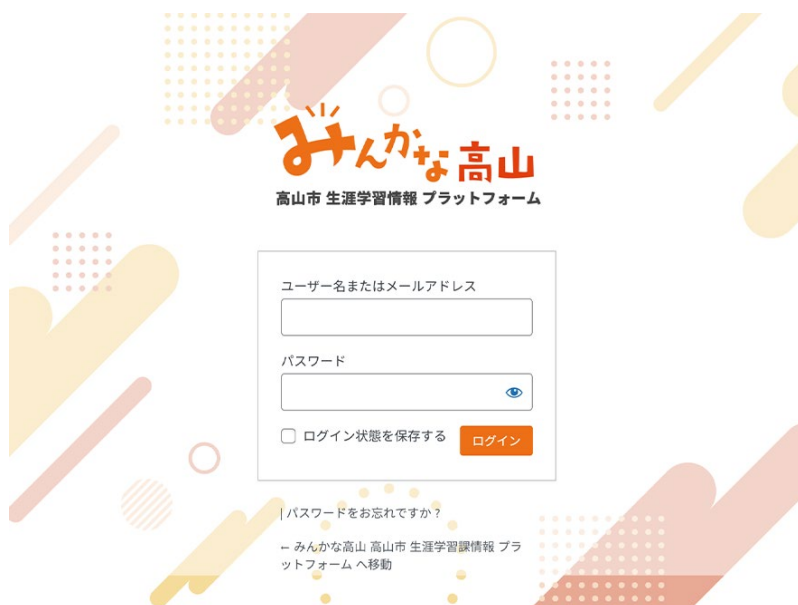 みんかな高山
高山市 生涯学習情報 プラットフォーム
ユーザー名またはメールアドレス
パスワード
ログイン状態を保存する ログイン
| パスワードをお忘れですか ?
← みんかな高山 高山市 生涯学習課情報 プラ
ットフォーム へ移動